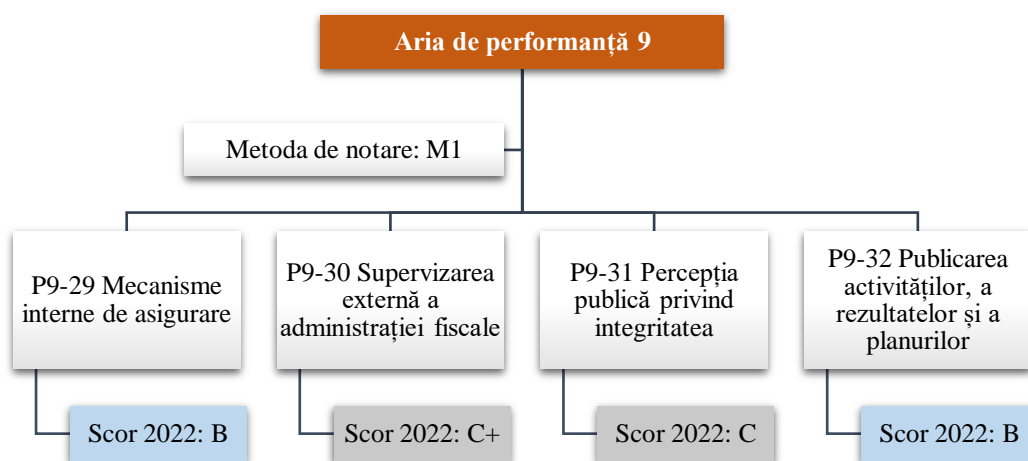 Aria de performanță 9
Metoda de notare: M1
P9-29 Mecanisme
interne de asigurare
P9-30 Supervizarea
externă a
administrației fiscale
P9-31 Percepția
publică privind
integritatea
P9-32 Publicarea
activităților, a
rezultatelor și a
planurilor
Scor 2022: B
Scor 2022: C+
Scor 2022: C
Scor 2022: B